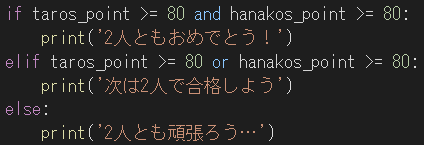 if taros_point >= 80 and hanakos_point >= 80:
    print('2人ともおめでとう！')
elif taros_point >= 80 or hanakos_point >= 80:
    print('次は2人で合格しよう')
else:
    print('2人とも頑張ろう…')